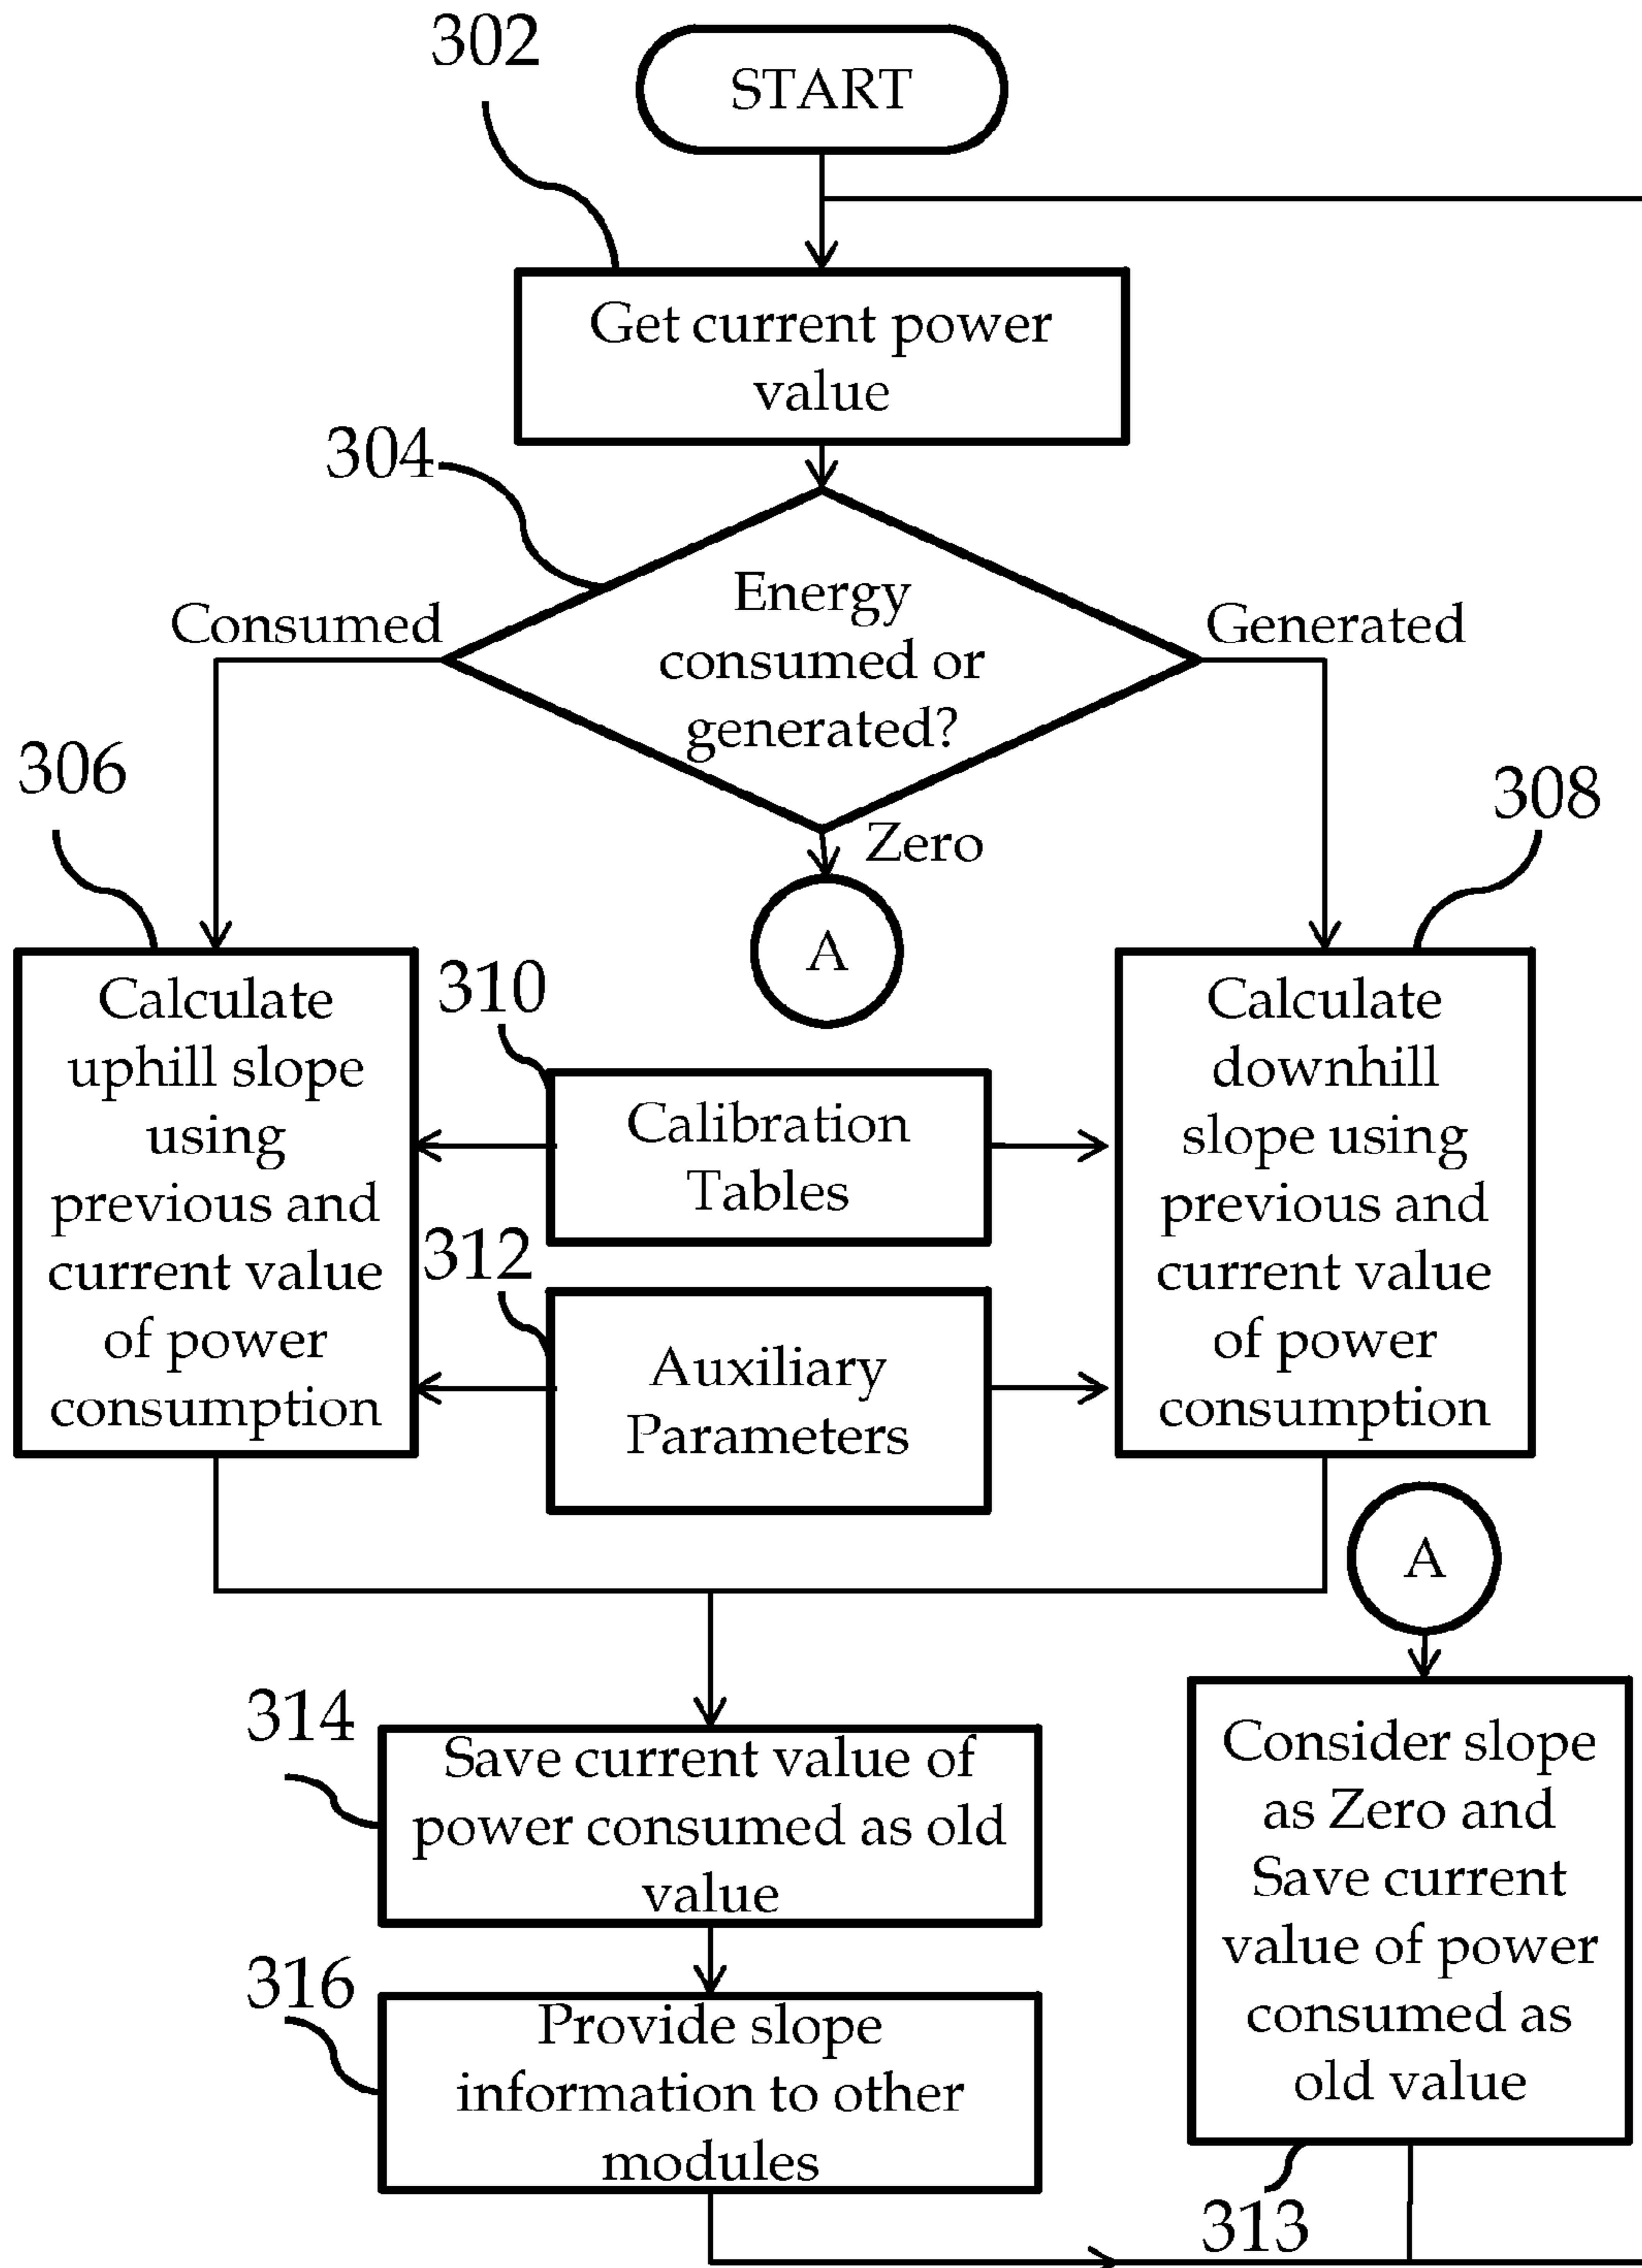 302
START
Get current power
value
304
Energy
consumed or
generated?
Consumed
Generated
Zero
A
306
Calculate
uphill slope
using
previous and
current value
of power
consumption
308
Calculate
downhill
slope using
previous and
current value
of power
consumption
310
Calibration
Tables
312
Auxiliary
Parameters
A
314
Save current value of
power consumed as old
value
316
Provide slope
information to other
modules
Consider slope
as Zero and
Save current
value of power
consumed as
old value
313